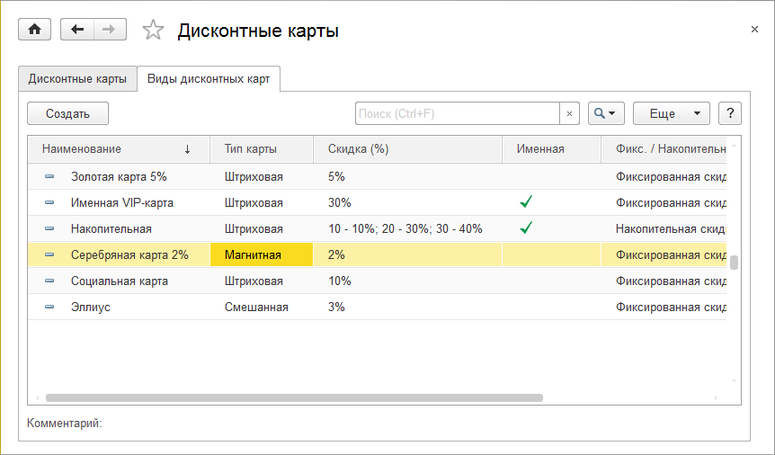 Дисконтные карты
Дисконтные карты Виды дисконтных карт
Создать Поиск (Ctrl+F) × Еще ?
Наименование ↓ Тип карты Скидка (%) Именная Фикс. / Накопительн
Золотая карта 5% Штриховая 5% Фиксированная скид
Именная VIP-карта Штриховая 30% ✓ Фиксированная скид
Накопительная Штриховая 10 - 10%; 20 - 30%; 30 - 40% ✓ Накопительная скид
Серебряная карта 2% Магнитная 2% Фиксированная скид
Социальная карта Штриховая 10% Фиксированная скид
Эллиус Смешанная 3% Фиксированная скид
Комментарий: